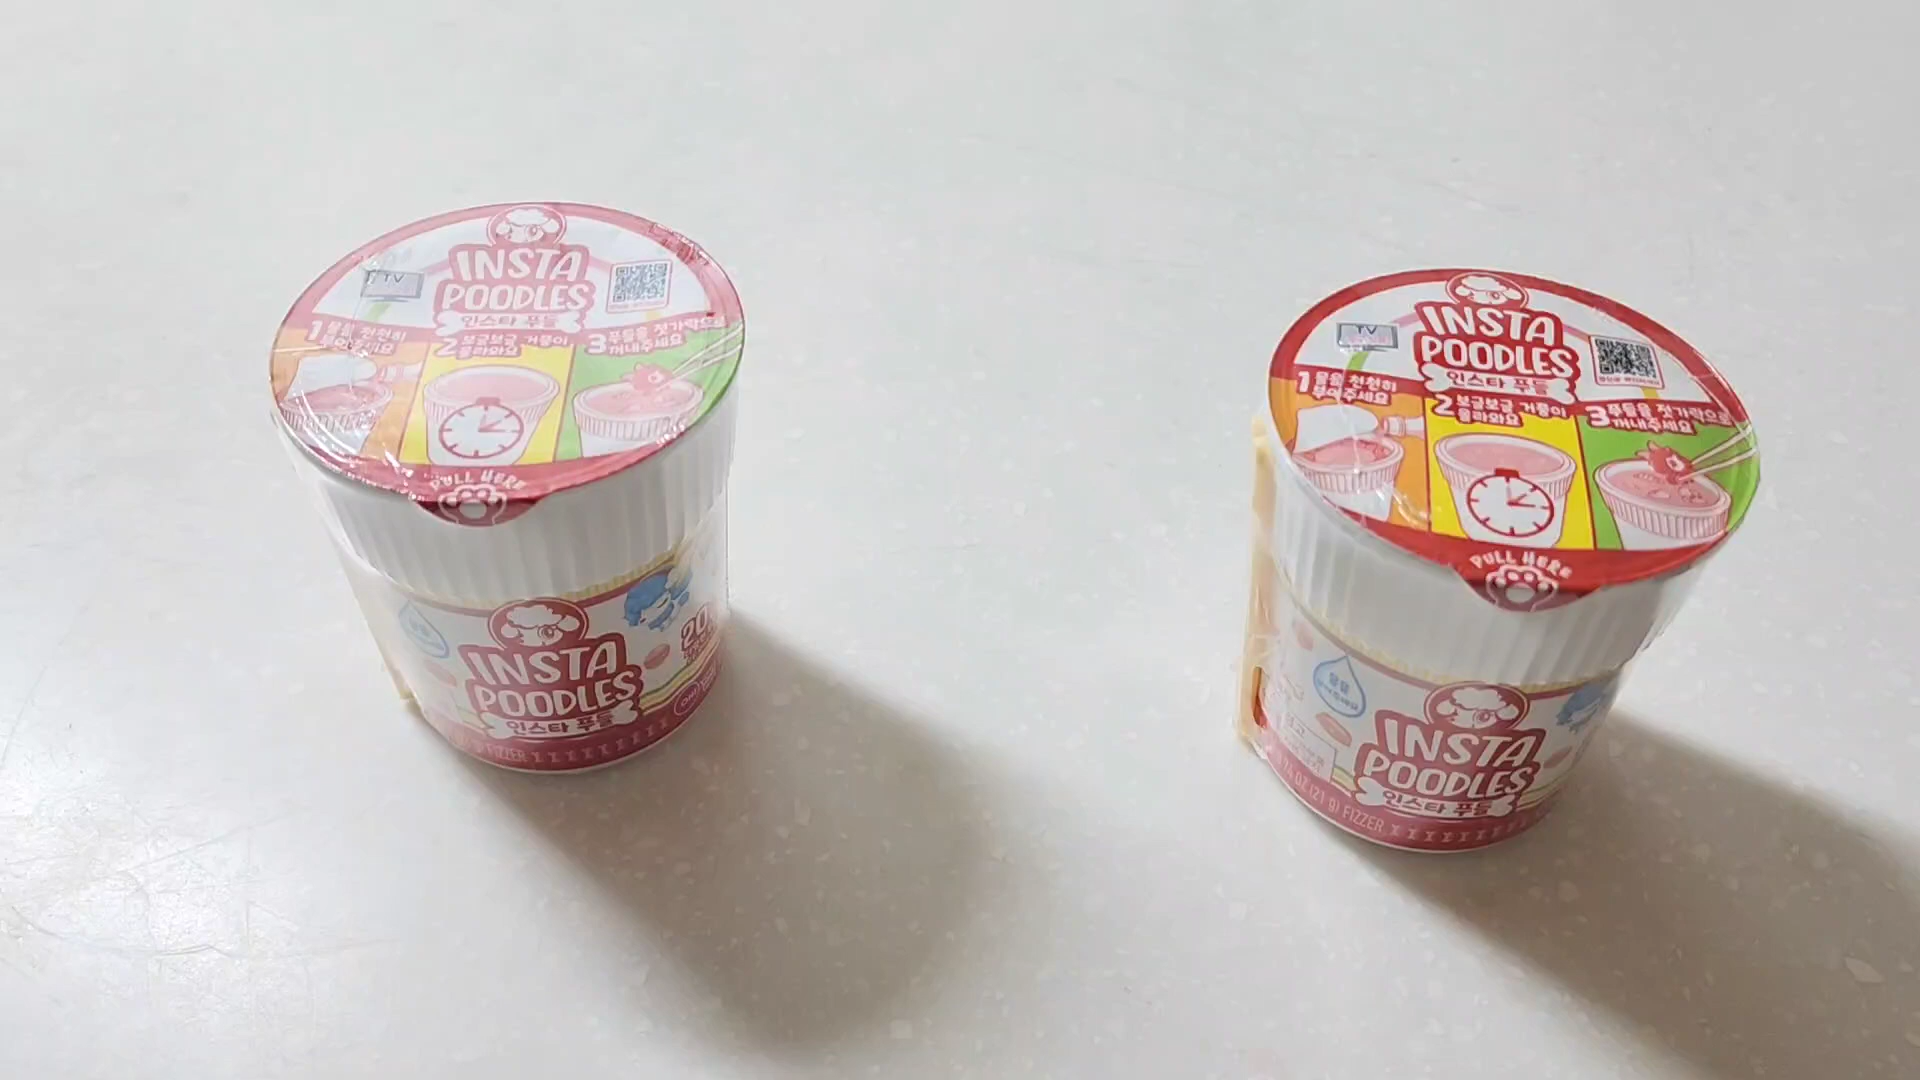 TV
INSTA
POODLES
인스타 푸들
1 물을 천천히
부어주세요
2 보글보글 거품이
올라와요
3 푸들을 젓가락으로
꺼내주세요
PULL HERE
INSTA
POODLES
인스타 푸들
20
FIZZER
TV
INSTA
POODLES
인스타 푸들
1 물을 천천히
부어주세요
2 보글보글 거품이
올라와요
3 푸들을 젓가락으로
꺼내주세요
PULL HERE
물을
INSTA
POODLES
인스타 푸들
OZ (21 g) FIZZER